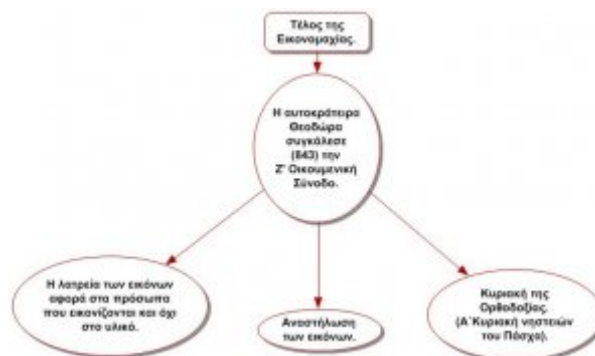 Τέλος της
Εικονομαχίας.
Η αυτοκράτειρα
Θεοδώρα
συγκάλεσε
(843) την
Ζ' Οικουμενική
Σύνοδο.
Η λατρεία των εικόνων
αφορά στα πρόσωπα
που εικονίζονται και όχι
στο υλικό.
Αναστήλωση
των εικόνων.
Κυριακή της
Ορθοδοξίας.
(Α΄Κυριακή νηστειών
του Πάσχα).